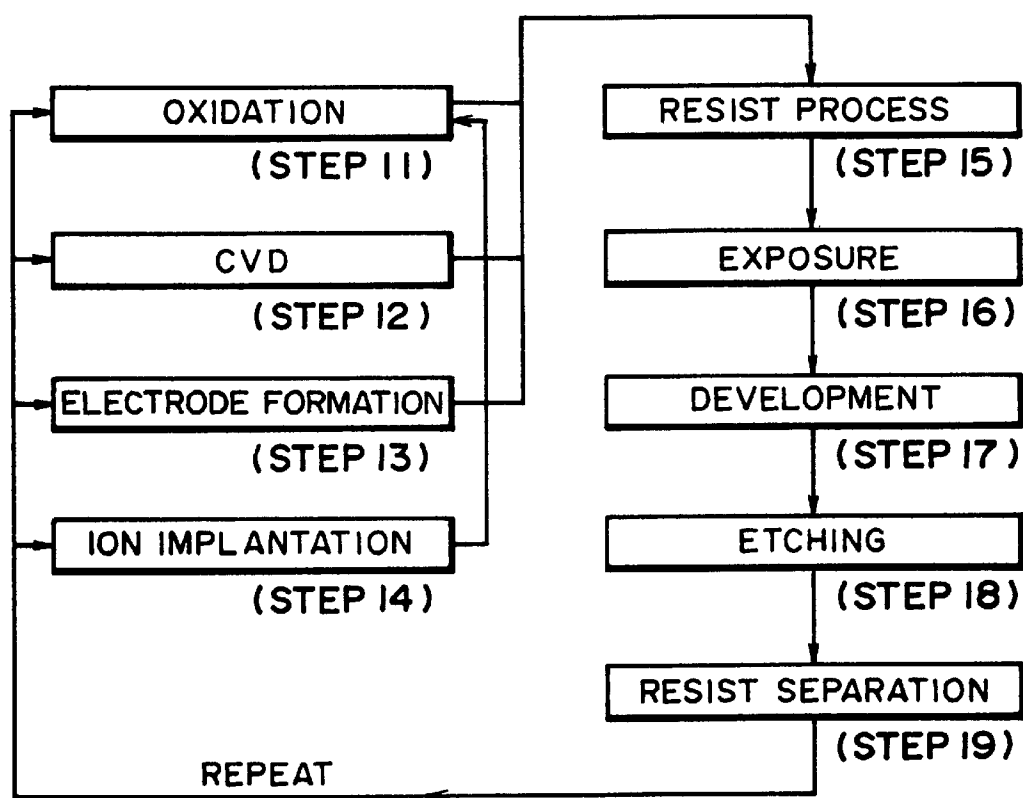 OXIDATION
(STEP 11)
CVD
(STEP 12)
ELECTRODE FORMATION
(STEP 13)
ION IMPLANTATION
(STEP 14)
RESIST PROCESS
(STEP 15)
EXPOSURE
(STEP 16)
DEVELOPMENT
(STEP 17)
ETCHING
(STEP 18)
RESIST SEPARATION
(STEP 19)
REPEAT